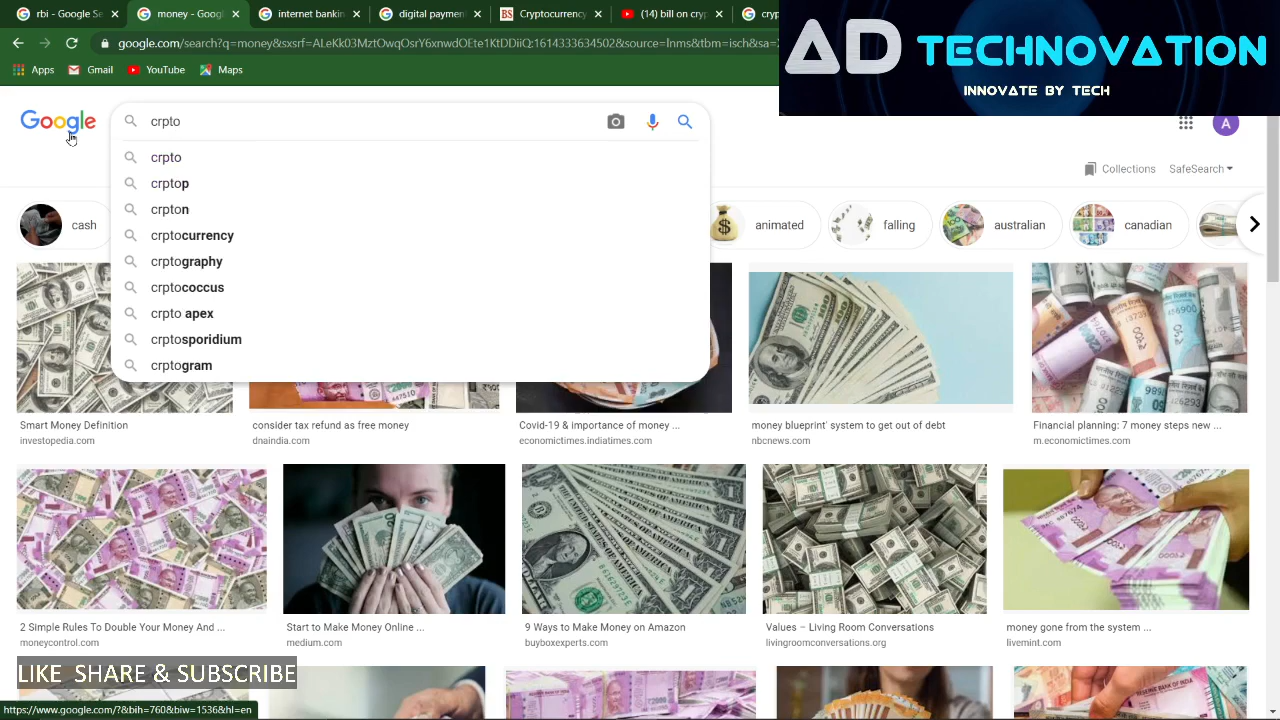 rbi - G
rbi - Se
consider ta
digital paym
Cryptocurrency
(14) bill on cryp
google.com/search?q=money&sxsrf=ALeKk03MztOwqOsrY6xnwdOEte1KtDDiiQ:1614333634502&source=lnms&tbm=isch&sa=
AD TECHNOVATION
INNOVATE BY TECH
Apps Gmail YouTube Maps
Google
crpto
A
crpto
crptop
crpton
crptocurrency
crptography
crptococcus
crpto apex
crptosporidium
crptogram
Collections SafeSearch
cash animated falling australian canadian
Smart Money Definition
investopedia.com
consider tax refund as free money
dnaindia.com
Covid-19 & importance of money ...
economictimes.indiatimes.com
money blueprint' system to get out of debt
nbcnews.com
Financial planning: 7 money steps new ...
m.economictimes.com
2 Simple Rules To Double Your Money And ...
moneycontrol.com
Start to Make Money Online ...
medium.com
9 Ways to Make Money on Amazon
buyboxexperts.com
Values – Living Room Conversations
livingroomconversations.org
money gone from the system ...
livemint.com
LIKE SHARE & SUBSCRIBE
https://www.google.com/?&bih=760&biw=1536&hl=en